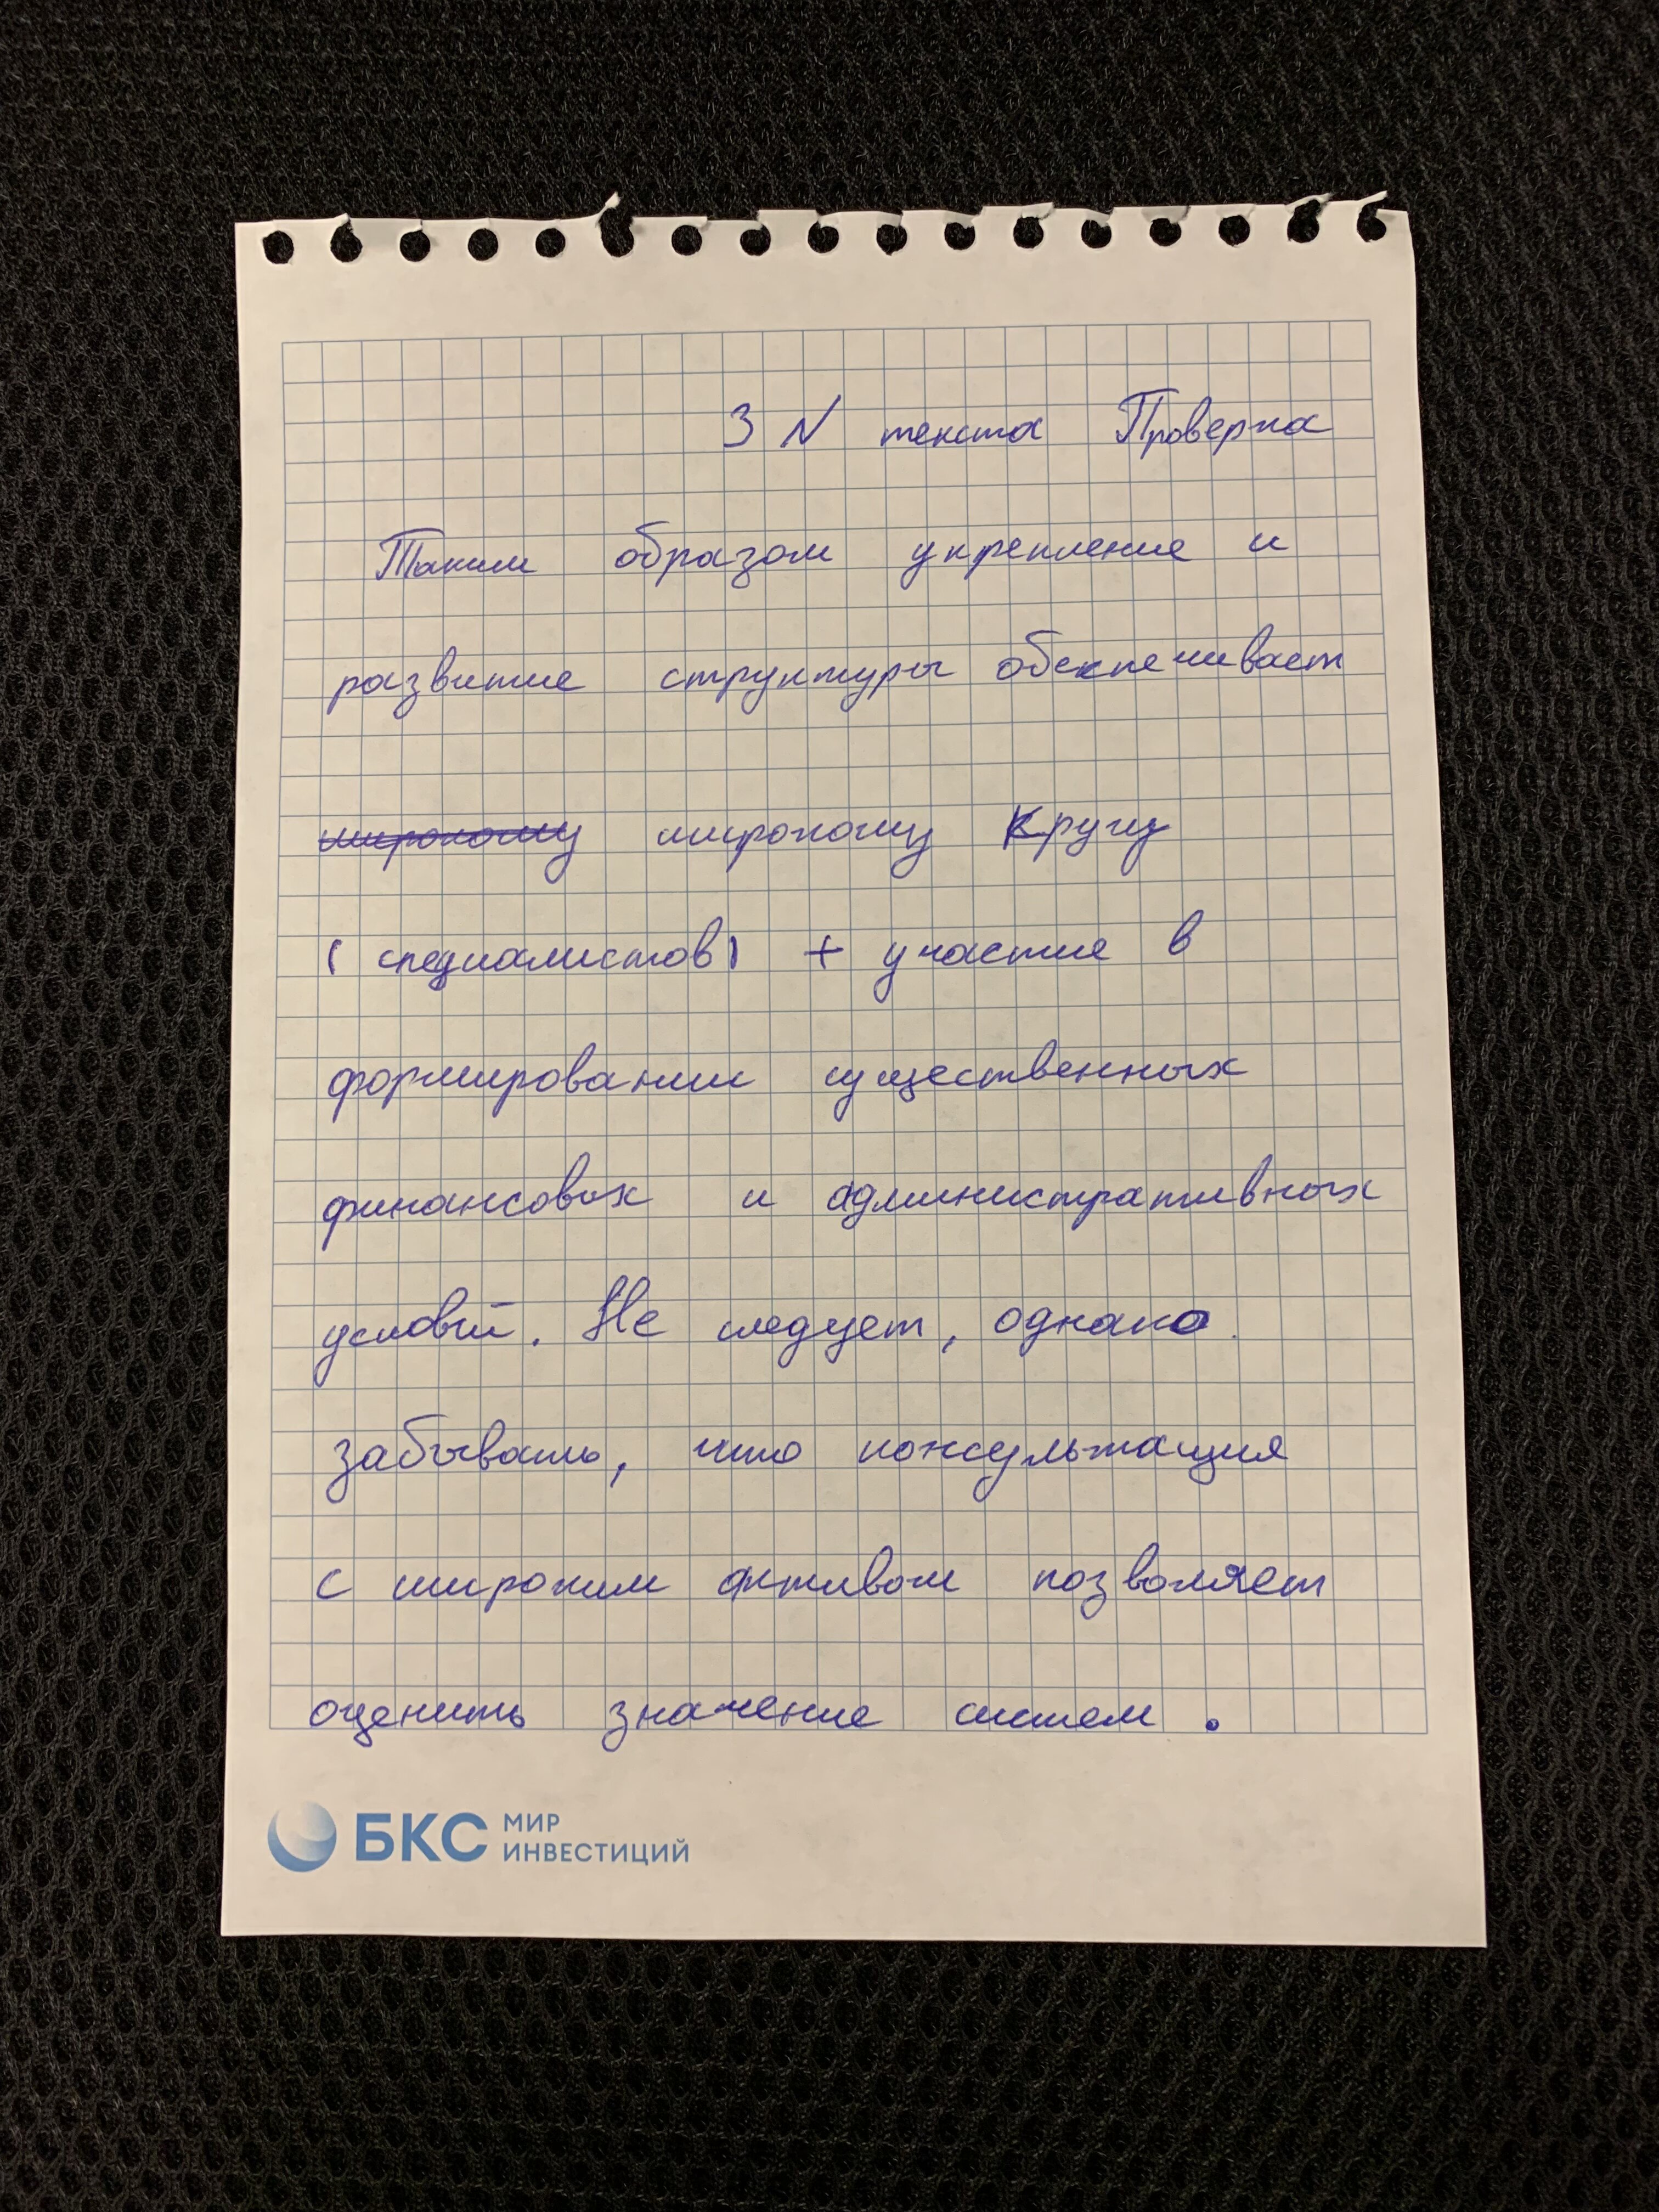 3 N текста Проверка
Таким образом укрепление и
развитие структуры обекпечивает
широкому широкому Кругу
( специалистов) + участие в
формировании существенных
финансовых и административных
условий. Не следует, однако
забывать, что консультация
с широким активом позволяет
оценить значение систем.
БКС МИР
ИНВЕСТИЦИЙ